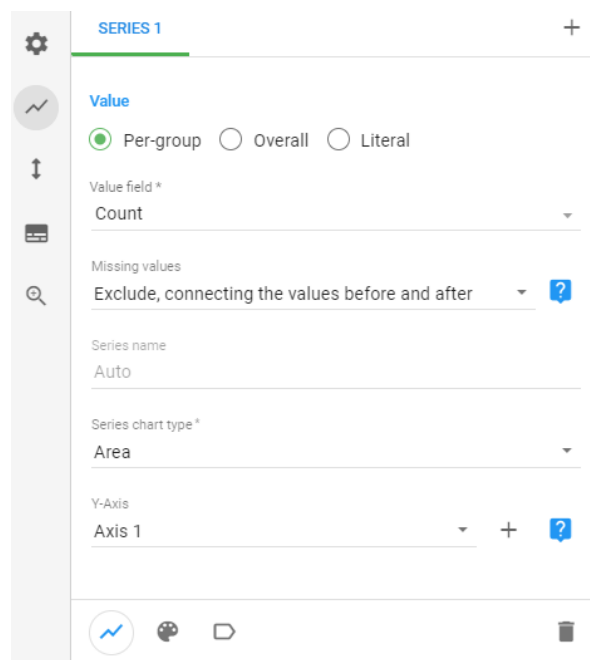 SERIES 1
Value
Per-group Overall Literal
Value field *
Count
Missing values
Exclude, connecting the values before and after
?
Series name
Auto
Series chart type *
Area
Y-Axis
Axis 1
?